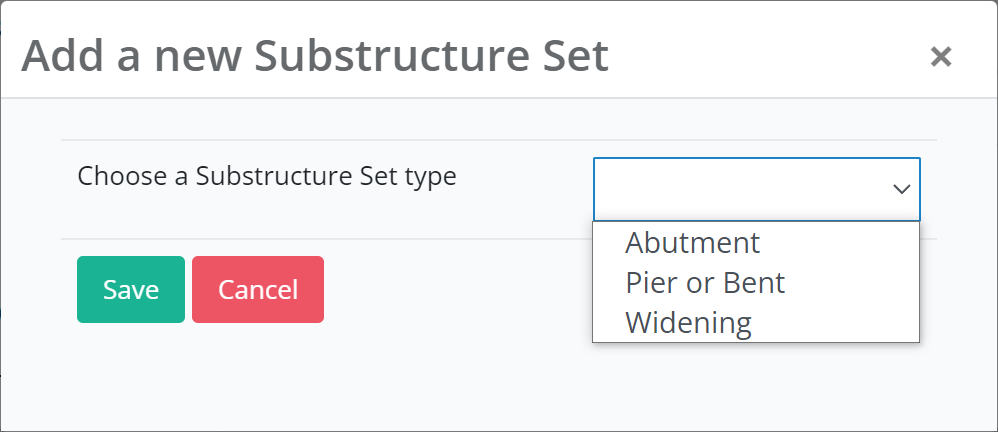 Add a new Substructure Set
×
Choose a Substructure Set type
Abutment
Pier or Bent
Widening
Save
Cancel